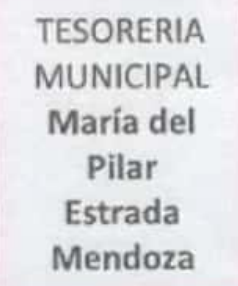 TESORERIA
MUNICIPAL
María del
Pilar
Estrada
Mendoza